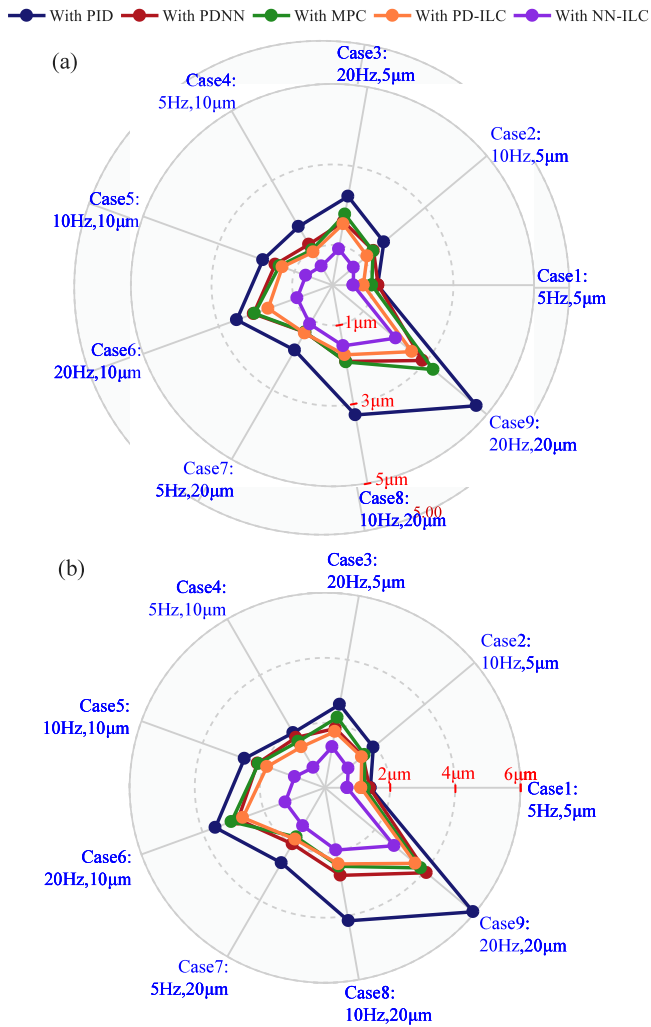 With PID With PDNN With MPC With PD-ILC With NN-ILC
(a)
Case3:
20Hz,5μm
Case4:
5Hz,10μm
Case2:
10Hz,5μm
Case5:
10Hz,10μm
Case1:
5Hz,5μm
1μm
Case6:
20Hz,10μm
3μm
Case9:
20Hz,20μm
Case7:
5Hz,20μm
5μm
Case8:
10Hz,20μm
5.00
(b)
Case3:
20Hz,5μm
Case4:
5Hz,10μm
Case2:
10Hz,5μm
Case5:
10Hz,10μm
2μm 4μm 6μm
Case1:
5Hz,5μm
Case6:
20Hz,10μm
Case9:
20Hz,20μm
Case7:
5Hz,20μm
Case8:
10Hz,20μm